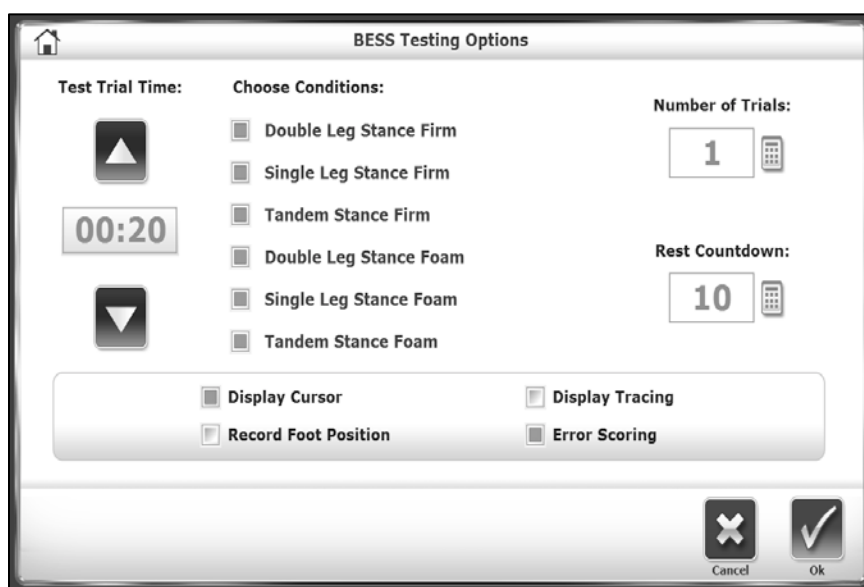 BESS Testing Options
Test Trial Time:
00:20
Choose Conditions:
Double Leg Stance Firm
Single Leg Stance Firm
Tandem Stance Firm
Double Leg Stance Foam
Single Leg Stance Foam
Tandem Stance Foam
Number of Trials:
1
Rest Countdown:
10
Display Cursor
Display Tracing
Record Foot Position
Error Scoring
Cancel
Ok